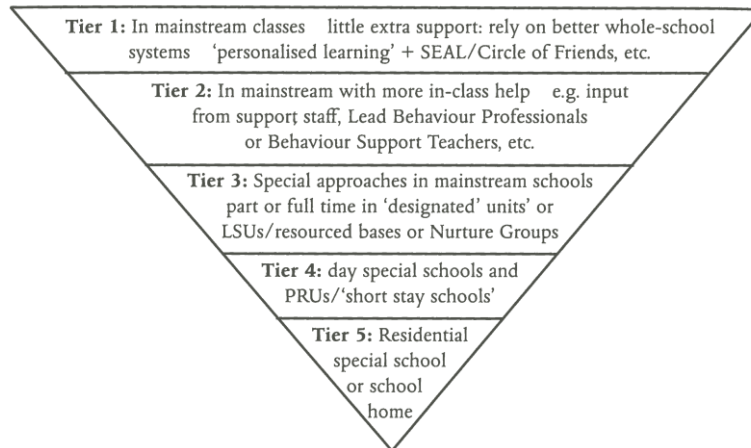 Tier 1: In mainstream classes little extra support: rely on better whole-school
systems 'personalised learning' + SEAL/Circle of Friends, etc.
Tier 2: In mainstream with more in-class help e.g. input
from support staff, Lead Behaviour Professionals
or Behaviour Support Teachers, etc.
Tier 3: Special approaches in mainstream schools
part or full time in 'designated' units' or
LSUs/resourced bases or Nurture Groups
Tier 4: day special schools and
PRUs/'short stay schools'
Tier 5: Residential
special school
or school
home